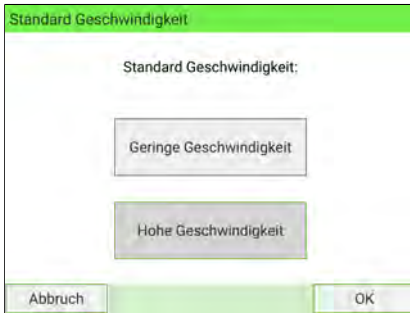 Standard Geschwindigkeit
Standard Geschwindigkeit:
Geringe Geschwindigkeit
Hohe Geschwindigkeit
Abbruch OK